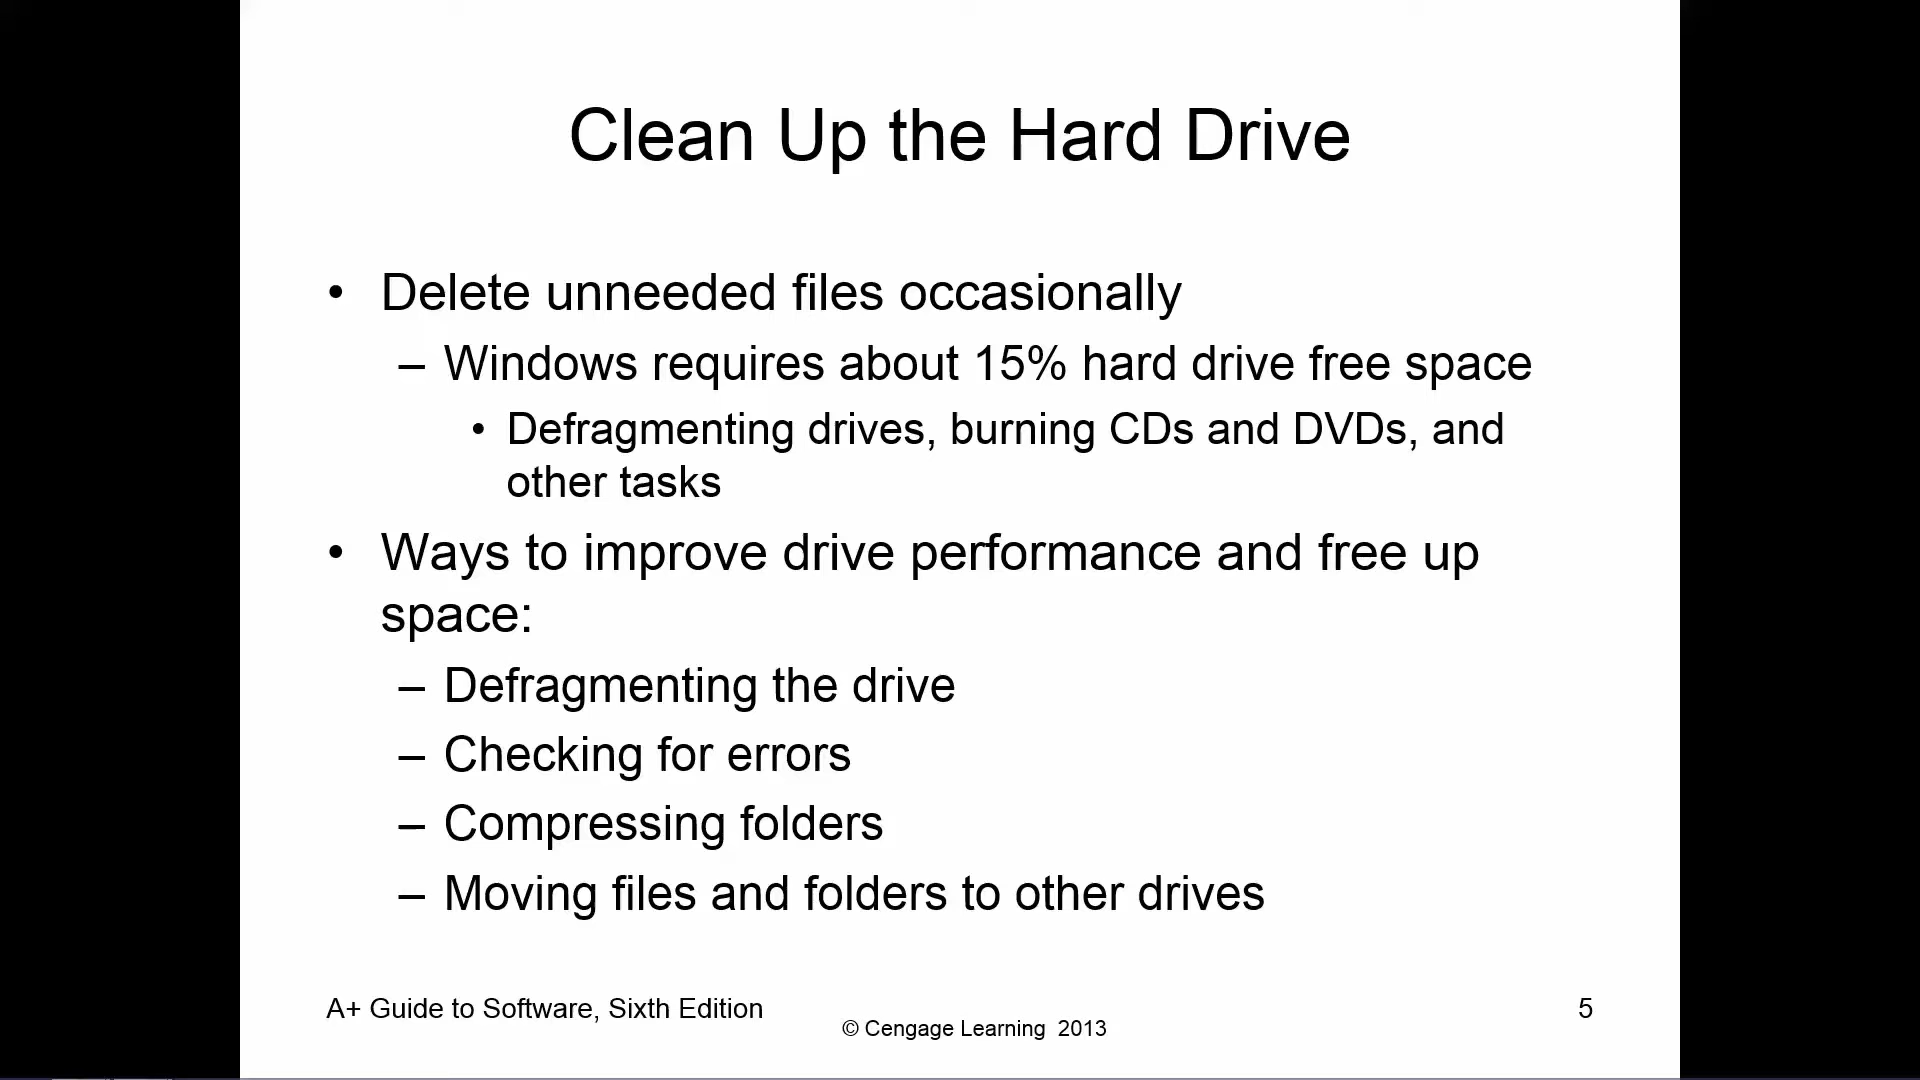 Clean Up the Hard Drive
• Delete unneeded files occasionally
– Windows requires about 15% hard drive free space
• Defragmenting drives, burning CDs and DVDs, and
other tasks
• Ways to improve drive performance and free up
space:
– Defragmenting the drive
– Checking for errors
– Compressing folders
– Moving files and folders to other drives
A+ Guide to Software, Sixth Edition
© Cengage Learning 2013
5